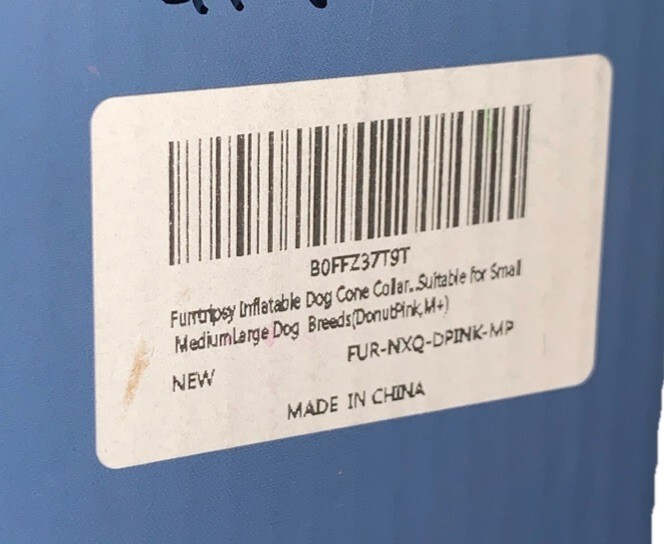 B0FFZ37T9T
Furrtripsy Inflatable Dog Cone Collar..Suitable for Small
MediumLarge Dog Breeds(DonutPink,M+)
FUR-NXQ-DPINK-MP
NEW
MADE IN CHINA